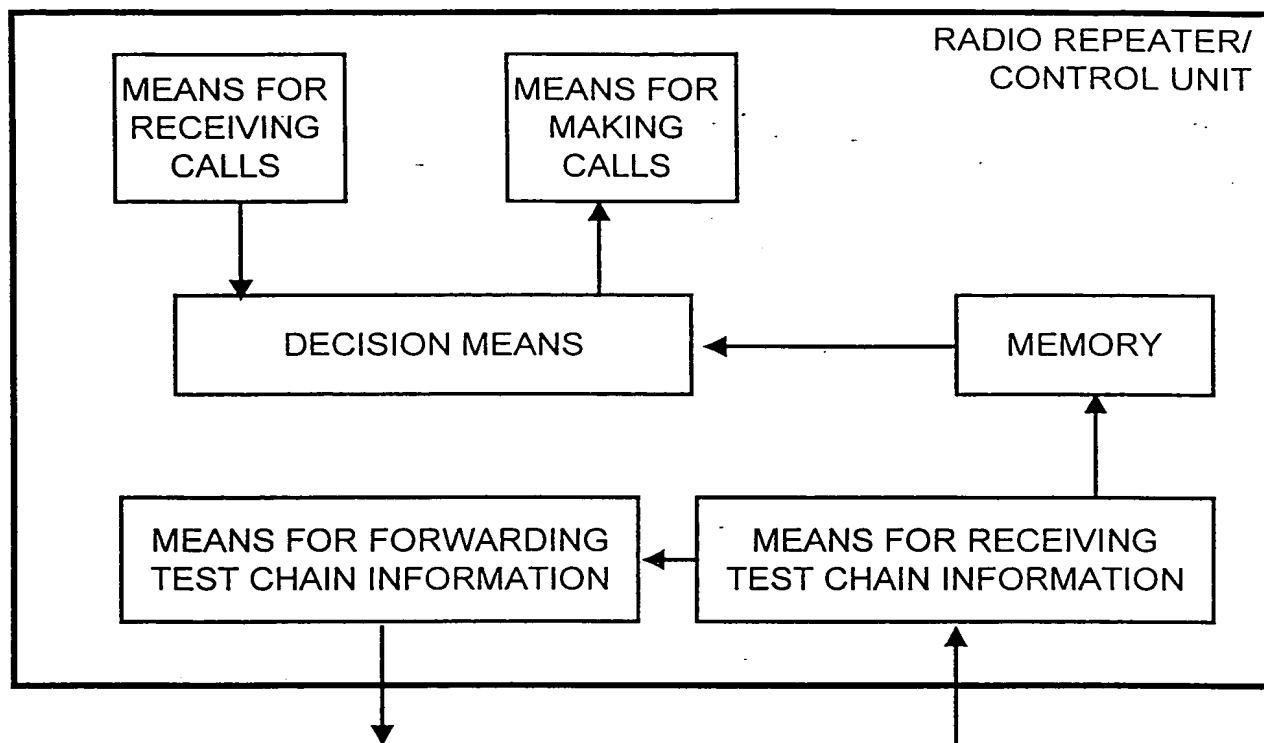 RADIO REPEATER/
CONTROL UNIT
MEANS FOR
RECEIVING
CALLS
MEANS FOR
MAKING
CALLS
DECISION MEANS
MEMORY
MEANS FOR FORWARDING
TEST CHAIN INFORMATION
MEANS FOR RECEIVING
TEST CHAIN INFORMATION